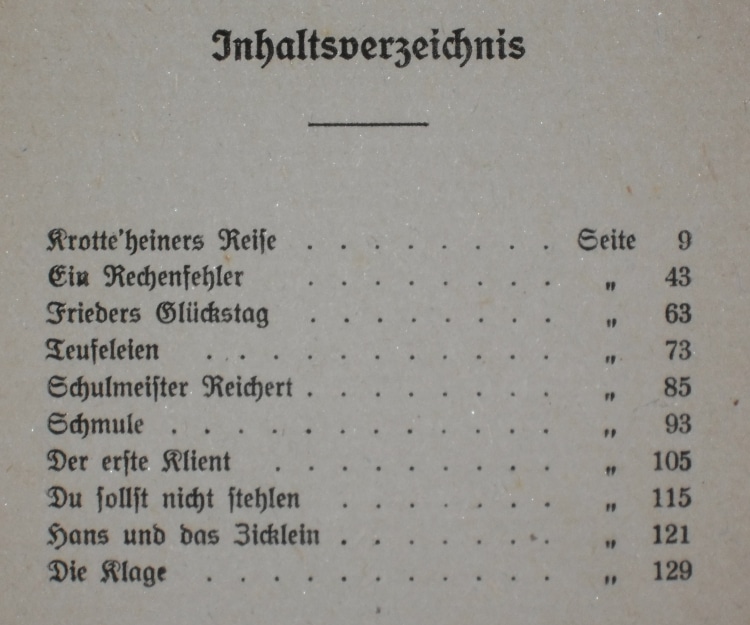 Inhaltsverzeichnis
Krotte'heiners Reise . . . . . . . . Seite 9
Ein Rechenfehler . . . . . . . . „ 43
Frieders Glückstag . . . . . . . . „ 63
Teufeleien . . . . . . . . . . . „ 73
Schulmeister Reichert . . . . . . . . „ 85
Schmule . . . . . . . . . . . . „ 93
Der erste Klient . . . . . . . . . „ 105
Du sollst nicht stehlen . . . . . . . „ 115
Hans und das Zicklein . . . . . . . „ 121
Die Klage . . . . . . . . . . . „ 129